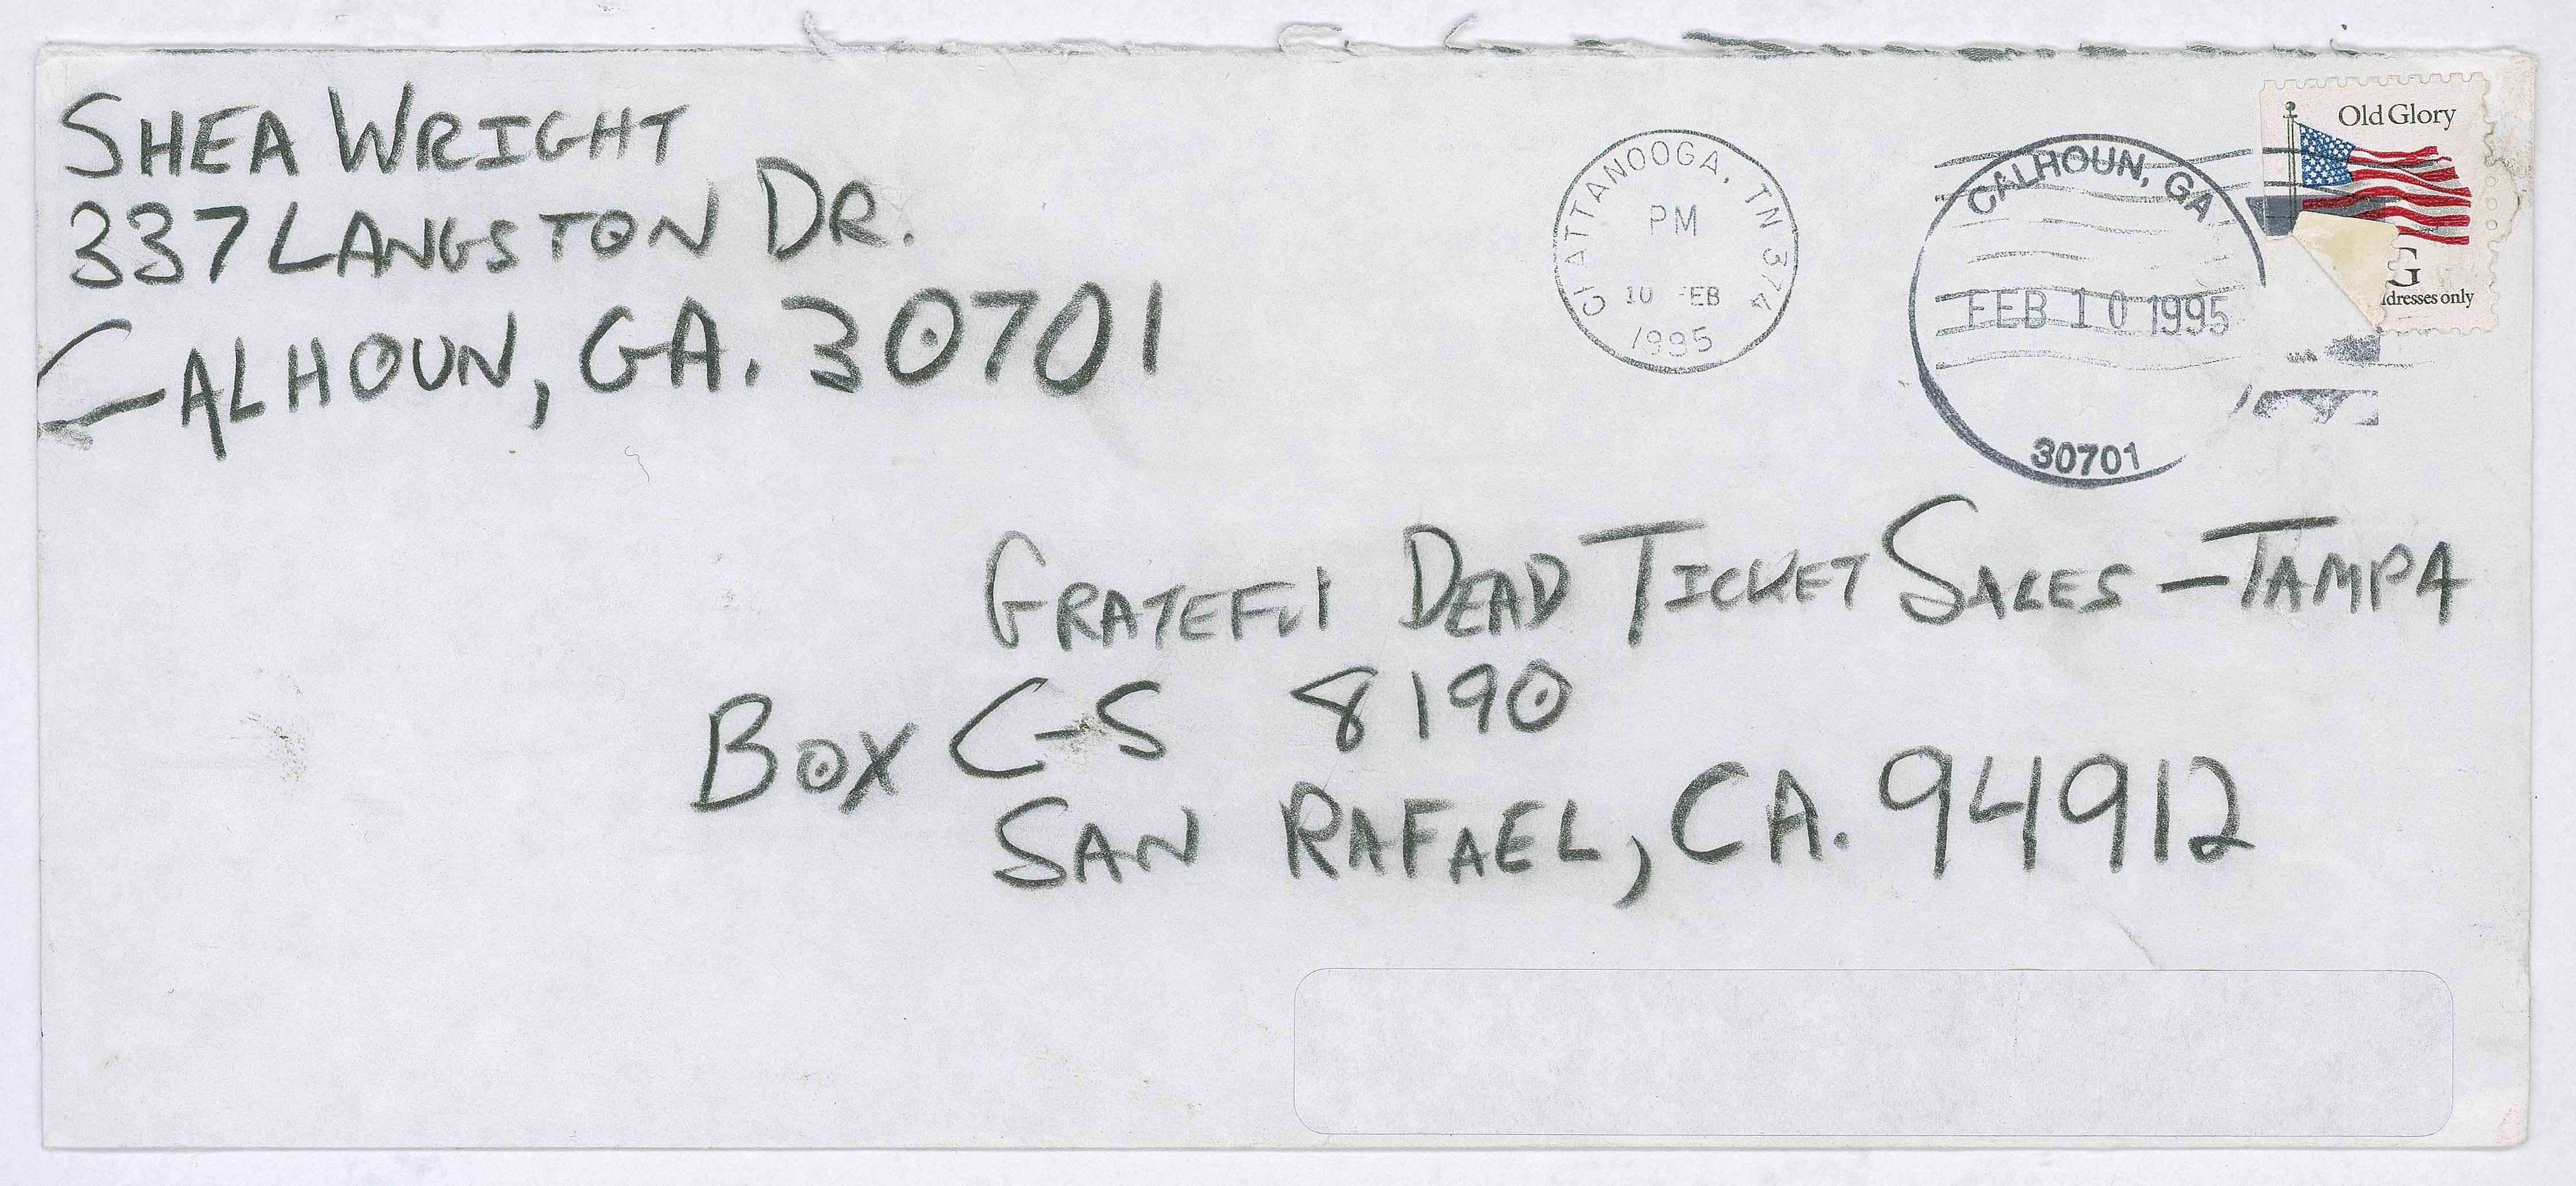 SHEA WRIGHT
337 LANGSTON DR.
CALHOUN, GA. 30701
CHATTANOOGA, TN 374
PM
10 FEB
1995
CALHOUN, GA
FEB 10 1995
30701
Old Glory
G
ddresses only
GRATEFUl DEAD TICKET SALES - TAMPA
BOX C-S 8190
SAN RAFAEL, CA. 94912